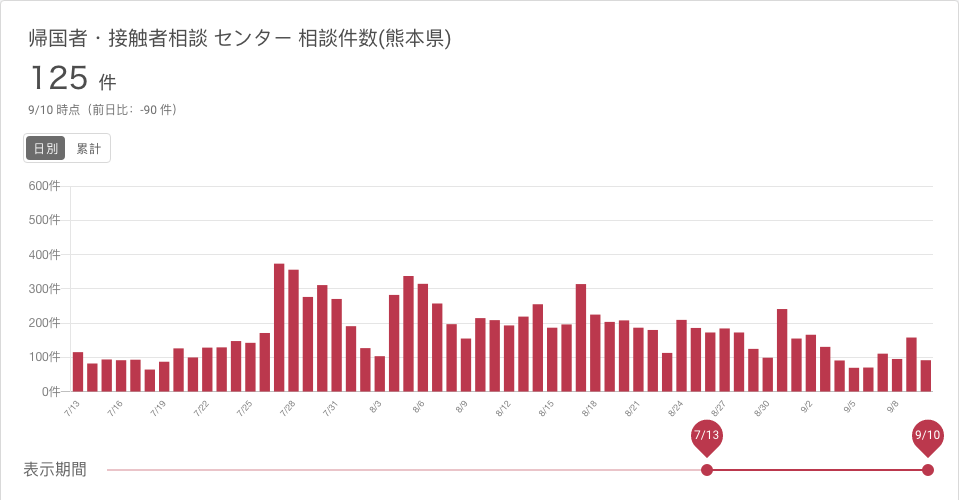 帰国者・接触者相談 センター 相談件数(熊本県)
125 件
9/10 時点（前日比：-90 件）
日別 累計
600件
500件
400件
300件
200件
100件
0件
7/13 7/16 7/19 7/22 7/25 7/28 7/31 8/3 8/6 8/9 8/12 8/15 8/18 8/21 8/24 8/27 8/30 9/2 9/5 9/8
7/13 9/10
表示期間